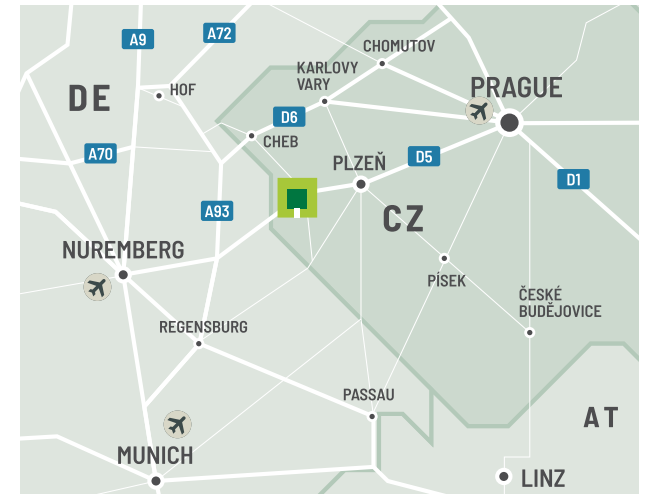 A9
A72
CHOMUTOV
KARLOVY
VARY
DE
HOF
PRAGUE
D6
CHEB
A70
PLZEŇ
D5
D1
A93
CZ
NUREMBERG
PÍSEK
ČESKÉ
BUDĚJOVICE
REGENSBURG
PASSAU
AT
MUNICH
LINZ